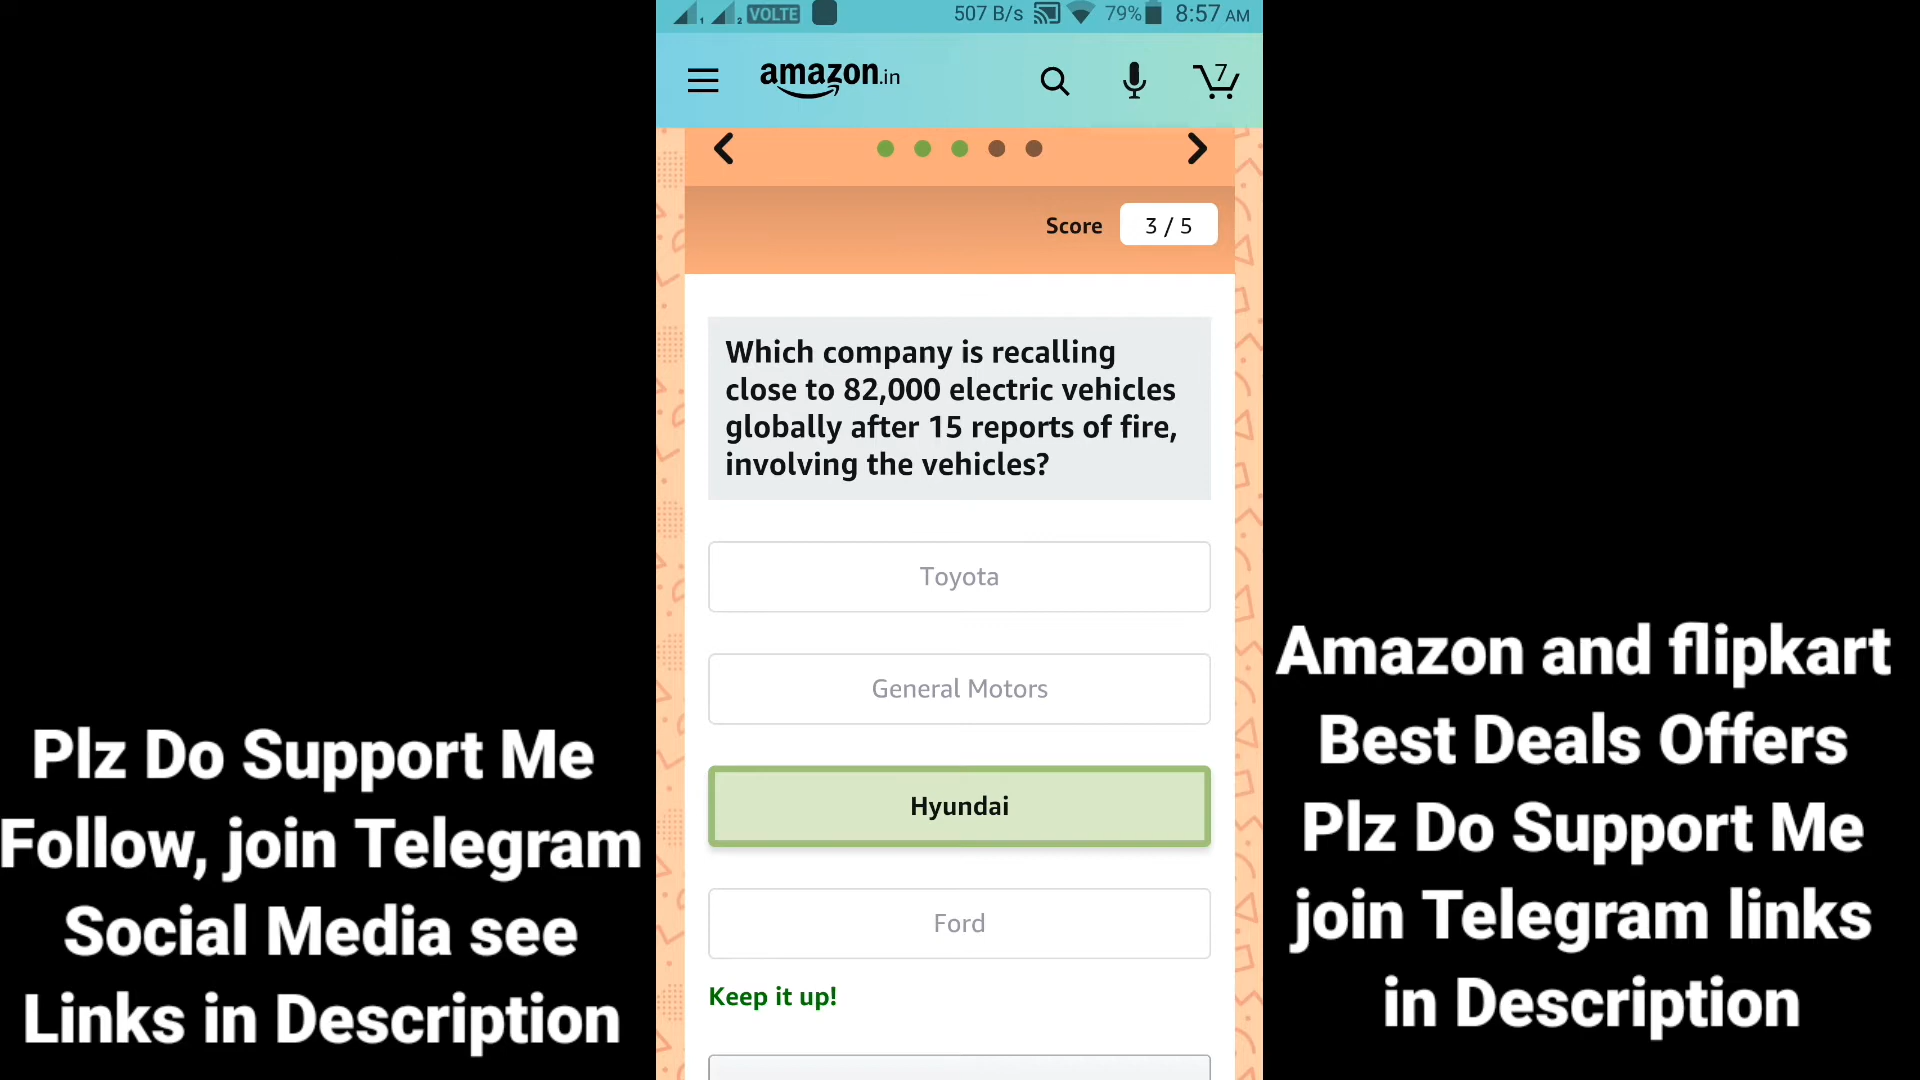 1 2 VOLTE 507 B/s 79% 8:57 AM
amazon.in 7
Score 3 / 5
Which company is recalling
close to 82,000 electric vehicles
globally after 15 reports of fire,
involving the vehicles?
Toyota
General Motors
Hyundai
Ford
Keep it up!
Plz Do Support Me
Follow, join Telegram
Social Media see
Links in Description
Amazon and flipkart
Best Deals Offers
Plz Do Support Me
join Telegram links
in Description